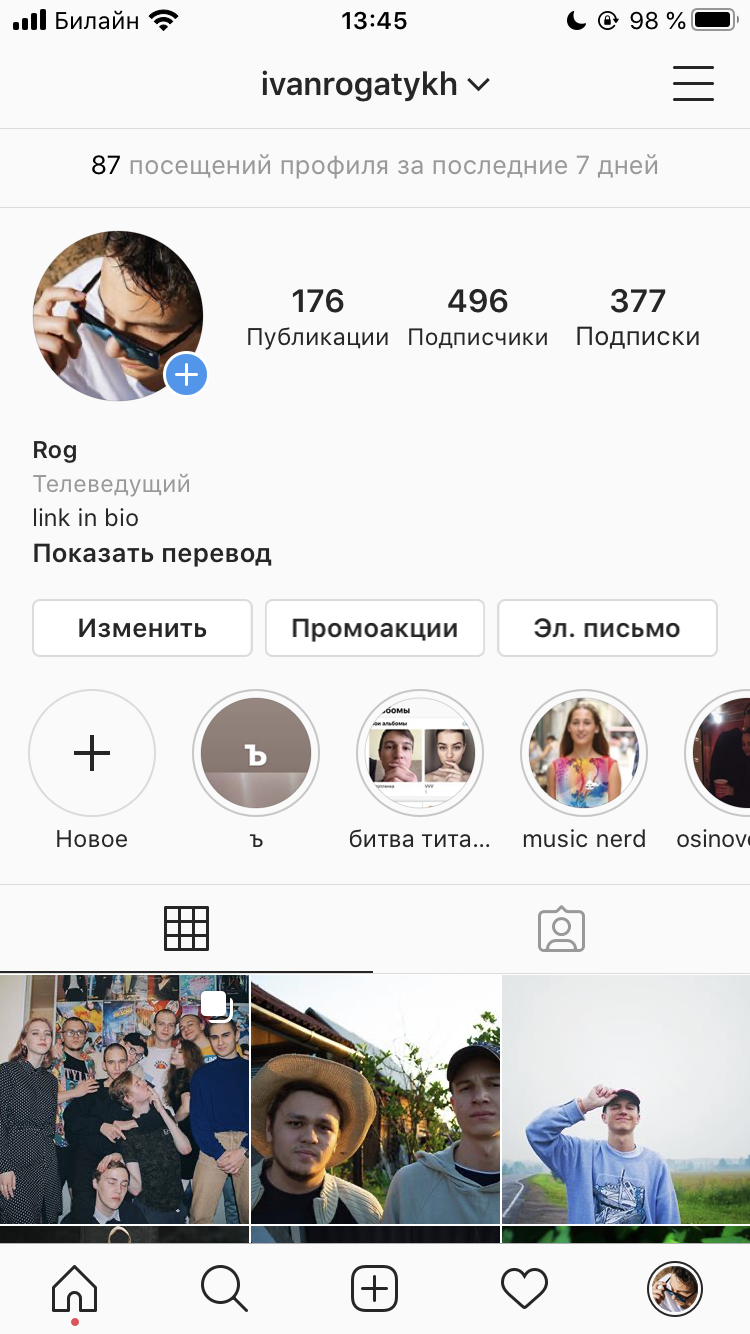 Билайн 13:45 98 %
ivanrogatykh
87 посещений профиля за последние 7 дней
176 496 377
Публикации Подписчики Подписки
Rog
Телеведущий
link in bio
Показать перевод
Изменить Промоакции Эл. письмо
ъ
Новое ъ битва тита... music nerd osinov